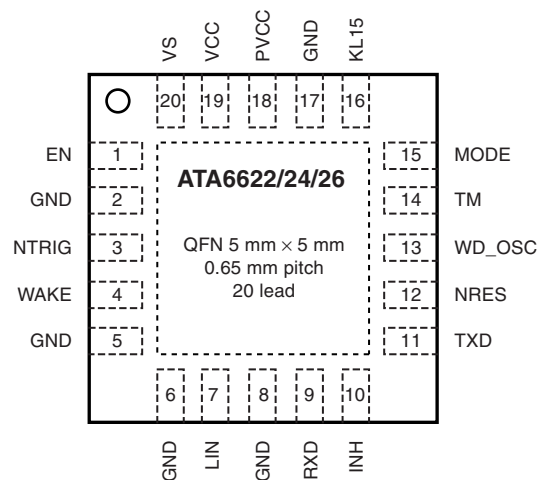 VS VCC PVCC GND KL15
20 19 18 17 16
EN 1 15 MODE
ATA6622/24/26
GND 2 14 TM
QFN 5 mm × 5 mm
NTRIG 3 13 WD_OSC
0.65 mm pitch
20 lead
WAKE 4 12 NRES
GND 5 11 TXD
6 7 8 9 10
GND LIN GND RXD INH